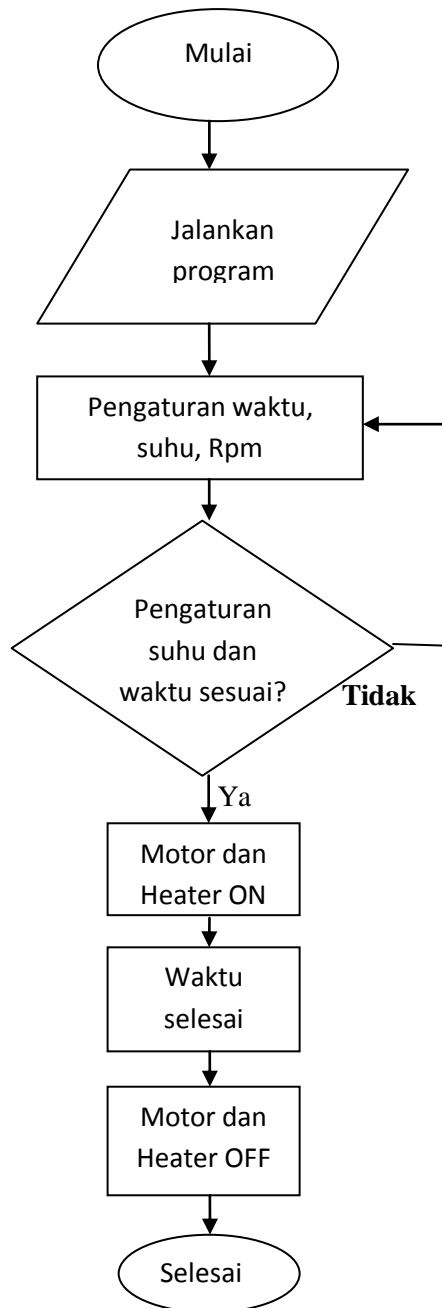 Mulai
Jalankan
program
Pengaturan waktu,
suhu, Rpm
Pengaturan
suhu dan
waktu sesuai?
Tidak
Ya
Motor dan
Heater ON
Waktu
selesai
Motor dan
Heater OFF
Selesai